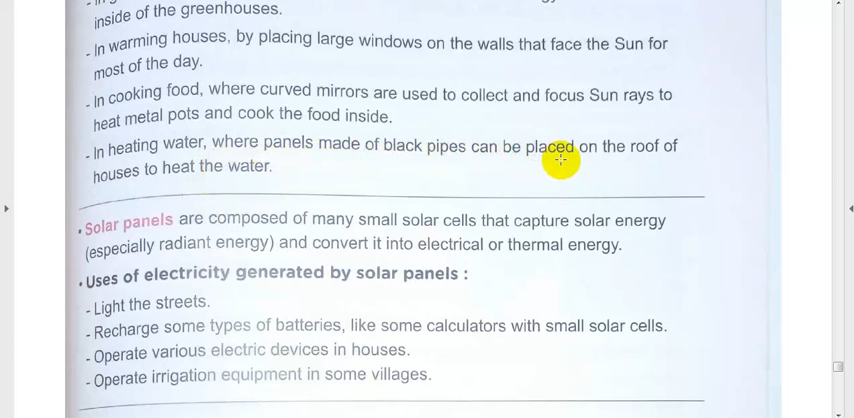 inside of the greenhouses.
- In warming houses, by placing large windows on the walls that face the Sun for
most of the day.
- In cooking food, where curved mirrors are used to collect and focus Sun rays to
heat metal pots and cook the food inside.
- In heating water, where panels made of black pipes can be placed on the roof of
houses to heat the water.
• Solar panels are composed of many small solar cells that capture solar energy
(especially radiant energy) and convert it into electrical or thermal energy.
• Uses of electricity generated by solar panels :
- Light the streets.
- Recharge some types of batteries, like some calculators with small solar cells.
- Operate various electric devices in houses.
- Operate irrigation equipment in some villages.